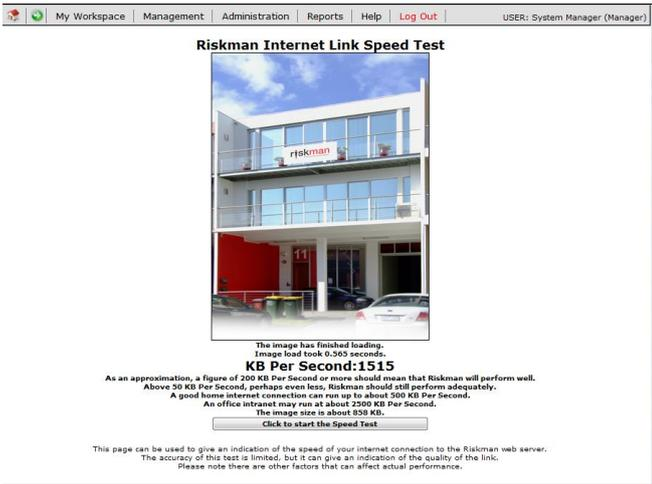 My Workspace Management Administration Reports Help Log Out USER: System Manager (Manager)
Riskman Internet Link Speed Test
riskman
11
The image has finished loading.
Image load took 0.565 seconds.
KB Per Second:1515
As an approximation, a figure of 200 KB Per Second or more should mean that Riskman will perform well.
Above 50 KB Per Second, perhaps even less, Riskman should still perform adequately.
A good home internet connection can run up to about 500 KB Per Second.
An office intranet may run at about 2500 KB Per Second.
The image size is about 858 KB.
Click to start the Speed Test
This page can be used to give an indication of the speed of your internet connection to the Riskman web server.
The accuracy of this test is limited, but it can give an indication of the quality of the link.
Please note there are other factors that can affect actual performance.